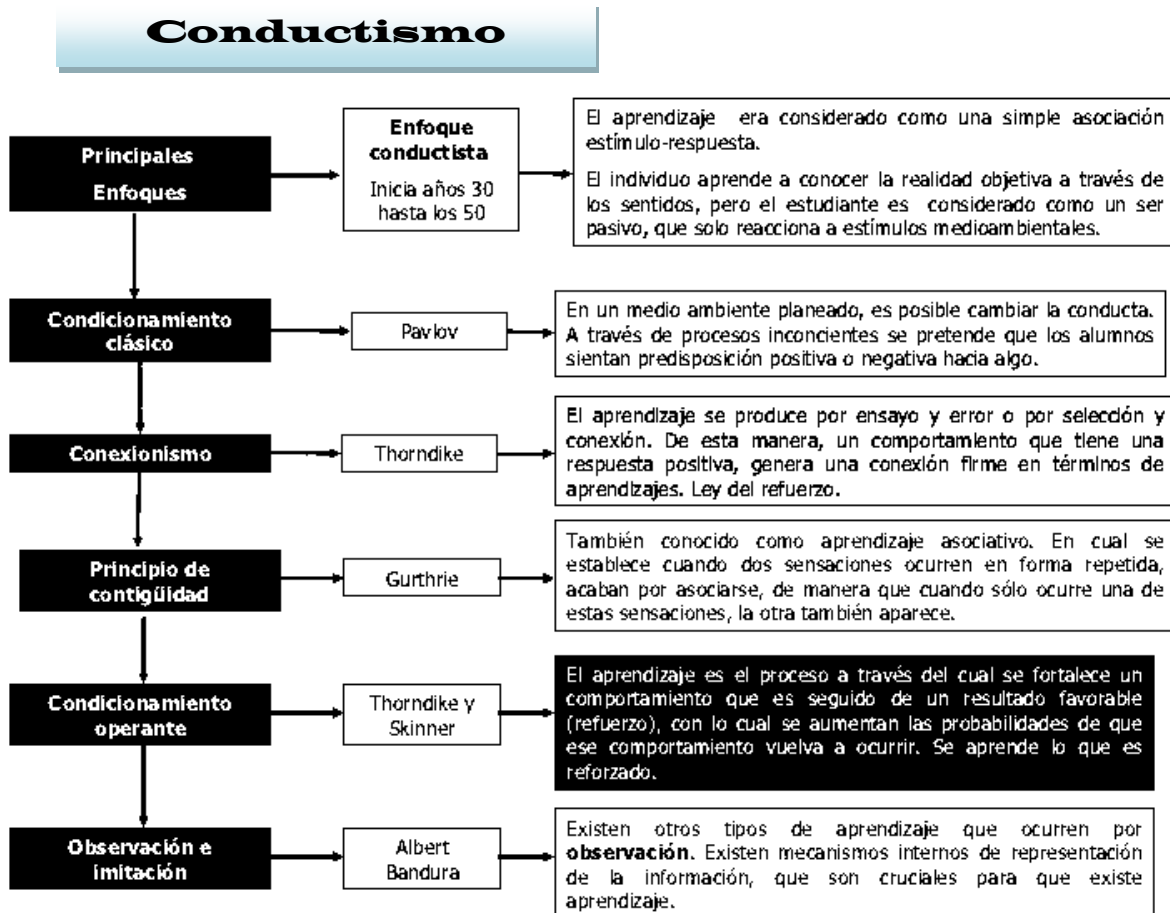 Conductismo
Principales
Enfoques
Enfoque
conductista
Inicia años 30
hasta los 50
El aprendizaje era considerado como una simple asociación
estímulo-respuesta.
El individuo aprende a conocer la realidad objetiva a través de
los sentidos, pero el estudiante es considerado como un ser
pasivo, que solo reacciona a estímulos medioambientales.
Condicionamiento
clásico
Pavlov
En un medio ambiente planeado, es posible cambiar la conducta.
A través de procesos inconcientes se pretende que los alumnos
sientan predisposición positiva o negativa hacia algo.
Conexionismo
Thorndike
El aprendizaje se produce por ensayo y error o por selección y
conexión. De esta manera, un comportamiento que tiene una
respuesta positiva, genera una conexión firme en términos de
aprendizajes. Ley del refuerzo.
Principio de
contigüidad
Gurthrie
También conocido como aprendizaje asociativo. En cual se
establece cuando dos sensaciones ocurren en forma repetida,
acaban por asociarse, de manera que cuando sólo ocurre una de
estas sensaciones, la otra también aparece.
Condicionamiento
operante
Thorndike y
Skinner
El aprendizaje es el proceso a través del cual se fortalece un
comportamiento que es seguido de un resultado favorable
(refuerzo), con lo cual se aumentan las probabilidades de que
ese comportamiento vuelva a ocurrir. Se aprende lo que es
reforzado.
Observación e
imitación
Albert
Bandura
Existen otros tipos de aprendizaje que ocurren por
observación. Existen mecanismos internos de representación
de la información, que son cruciales para que existe
aprendizaje.